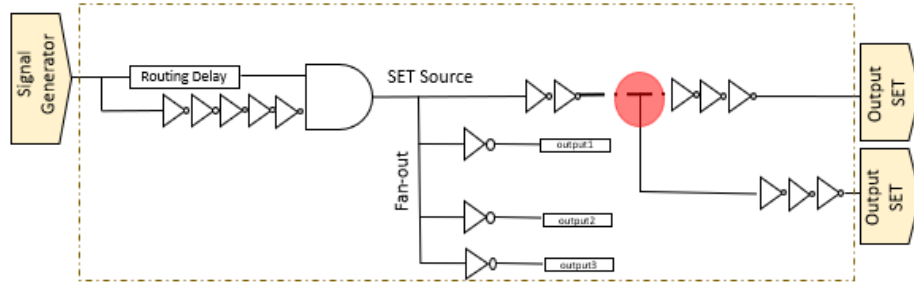 Signal
Generator
Routing Delay
SET Source
Fan-out
output1
output2
output3
Output
SET
Output
SET